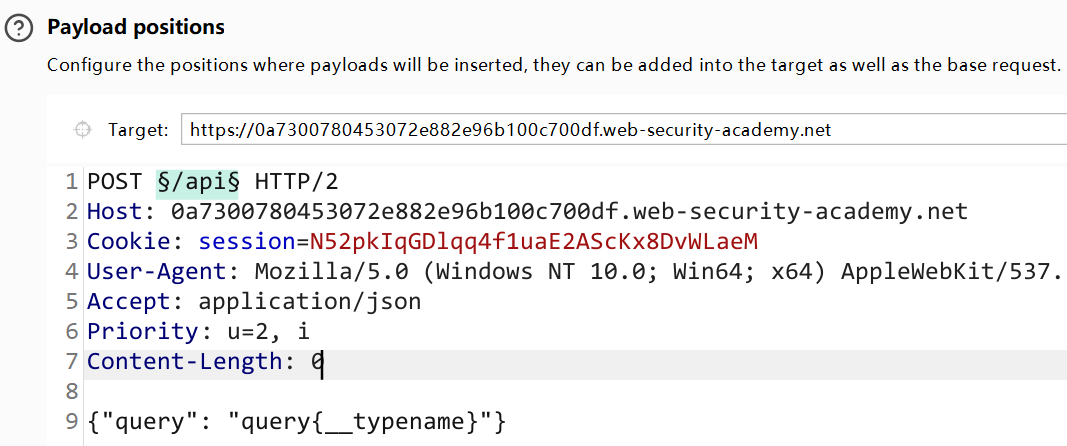 Payload positions
Configure the positions where payloads will be inserted, they can be added into the target as well as the base request.
Target: https://0a7300780453072e882e96b100c700df.web-security-academy.net
1 POST §/api§ HTTP/2
2 Host: 0a7300780453072e882e96b100c700df.web-security-academy.net
3 Cookie: session=N52pkIqGDlqq4f1uaE2AScKx8DvWLaeM
4 User-Agent: Mozilla/5.0 (Windows NT 10.0; Win64; x64) AppleWebKit/537.
5 Accept: application/json
6 Priority: u=2, i
7 Content-Length: 0
8
9 {"query": "query{__typename}"}